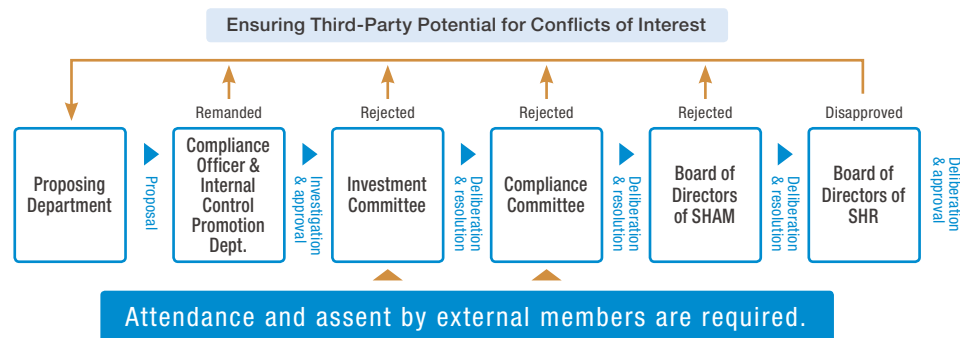 Ensuring Third-Party Potential for Conflicts of Interest
Remanded
Rejected
Rejected
Rejected
Disapproved
Proposing
Department
Proposal
Compliance
Officer &
Internal
Control
Promotion
Dept.
Investigation
& approval
Investment
Committee
Deliberation
& resolution
Compliance
Committee
Deliberation
& resolution
Board of
Directors
of SHAM
Deliberation
& resolution
Board of
Directors of
SHR
Deliberation
& approval
Attendance and assent by external members are required.